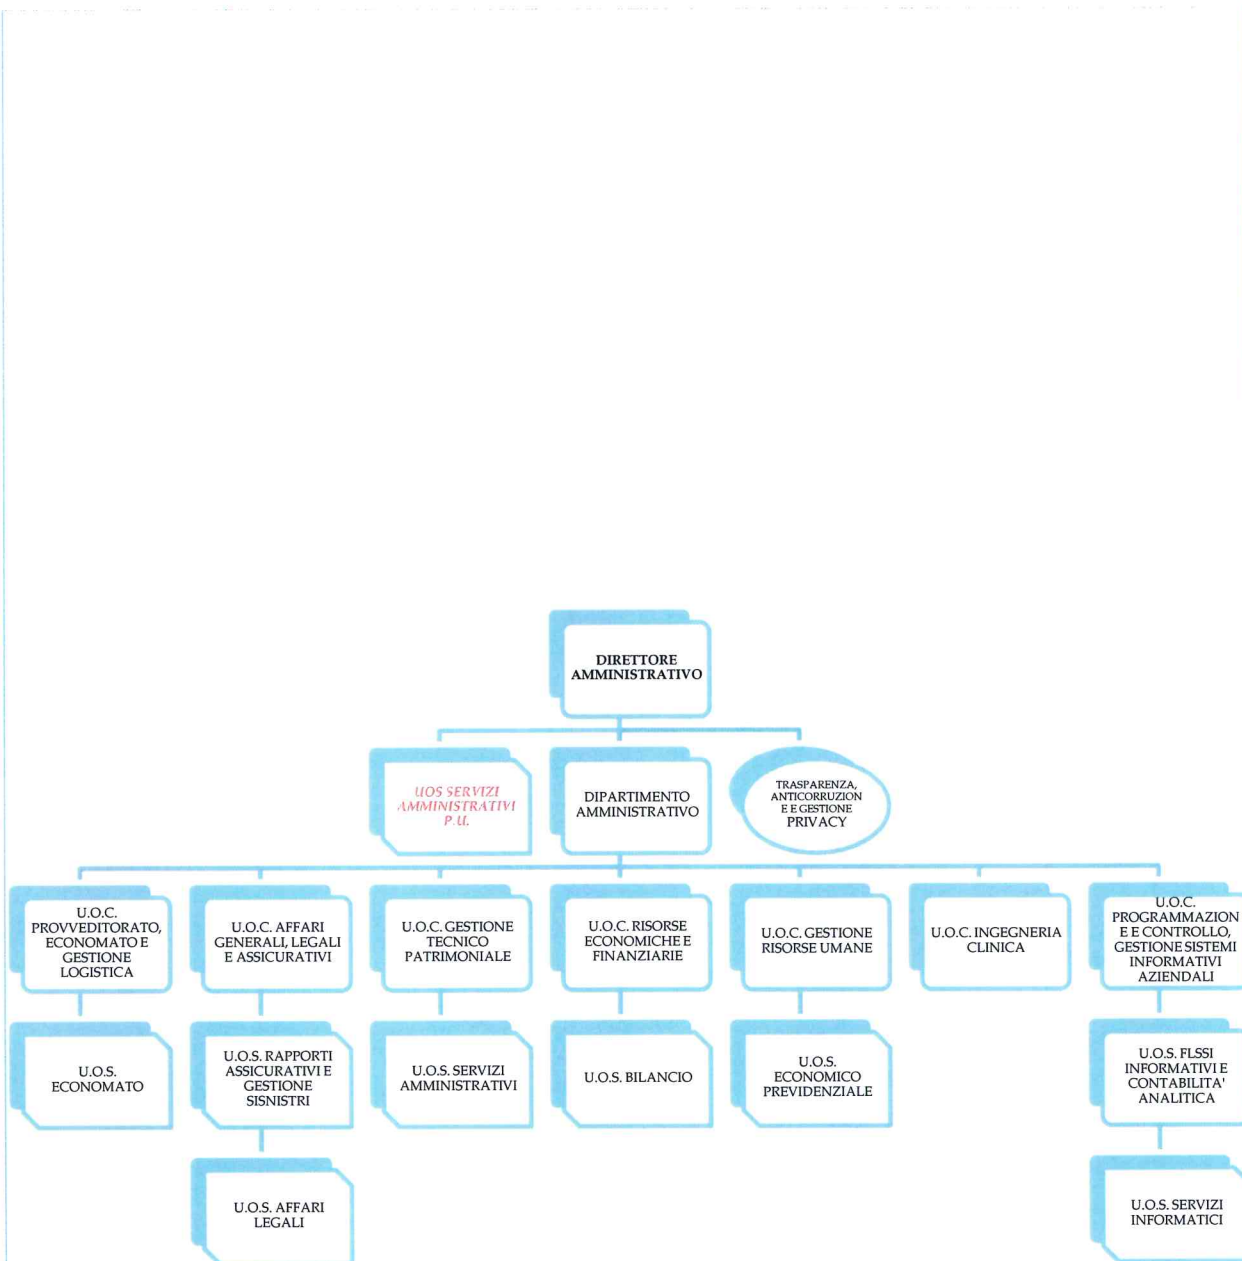 DIRETTORE
AMMINISTRATIVO
UOS SERVIZI
AMMINISTRATIVI
P.U.
DIPARTIMENTO
AMMINISTRATIVO
TRASPARENZA,
ANTICORRUZION
E E GESTIONE
PRIVACY
U.O.C.
PROVVEDITORATO,
ECONOMATO E
GESTIONE
LOGISTICA
U.O.C. AFFARI
GENERALI, LEGALI
E ASSICURATIVI
U.O.C. GESTIONE
TECNICO
PATRIMONIALE
U.O.C. RISORSE
ECONOMICHE E
FINANZIARIE
U.O.C. GESTIONE
RISORSE UMANE
U.O.C. INGEGNERIA
CLINICA
U.O.C.
PROGRAMMAZION
E E CONTROLLO,
GESTIONE SISTEMI
INFORMATIVI
AZIENDALI
U.O.S.
ECONOMATO
U.O.S. RAPPORTI
ASSICURATIVI E
GESTIONE
SISNISTRI
U.O.S. SERVIZI
AMMINISTRATIVI
U.O.S. BILANCIO
U.O.S.
ECONOMICO
PREVIDENZIALE
U.O.S. FLSSI
INFORMATIVI E
CONTABILITA'
ANALITICA
U.O.S. AFFARI
LEGALI
U.O.S. SERVIZI
INFORMATICI